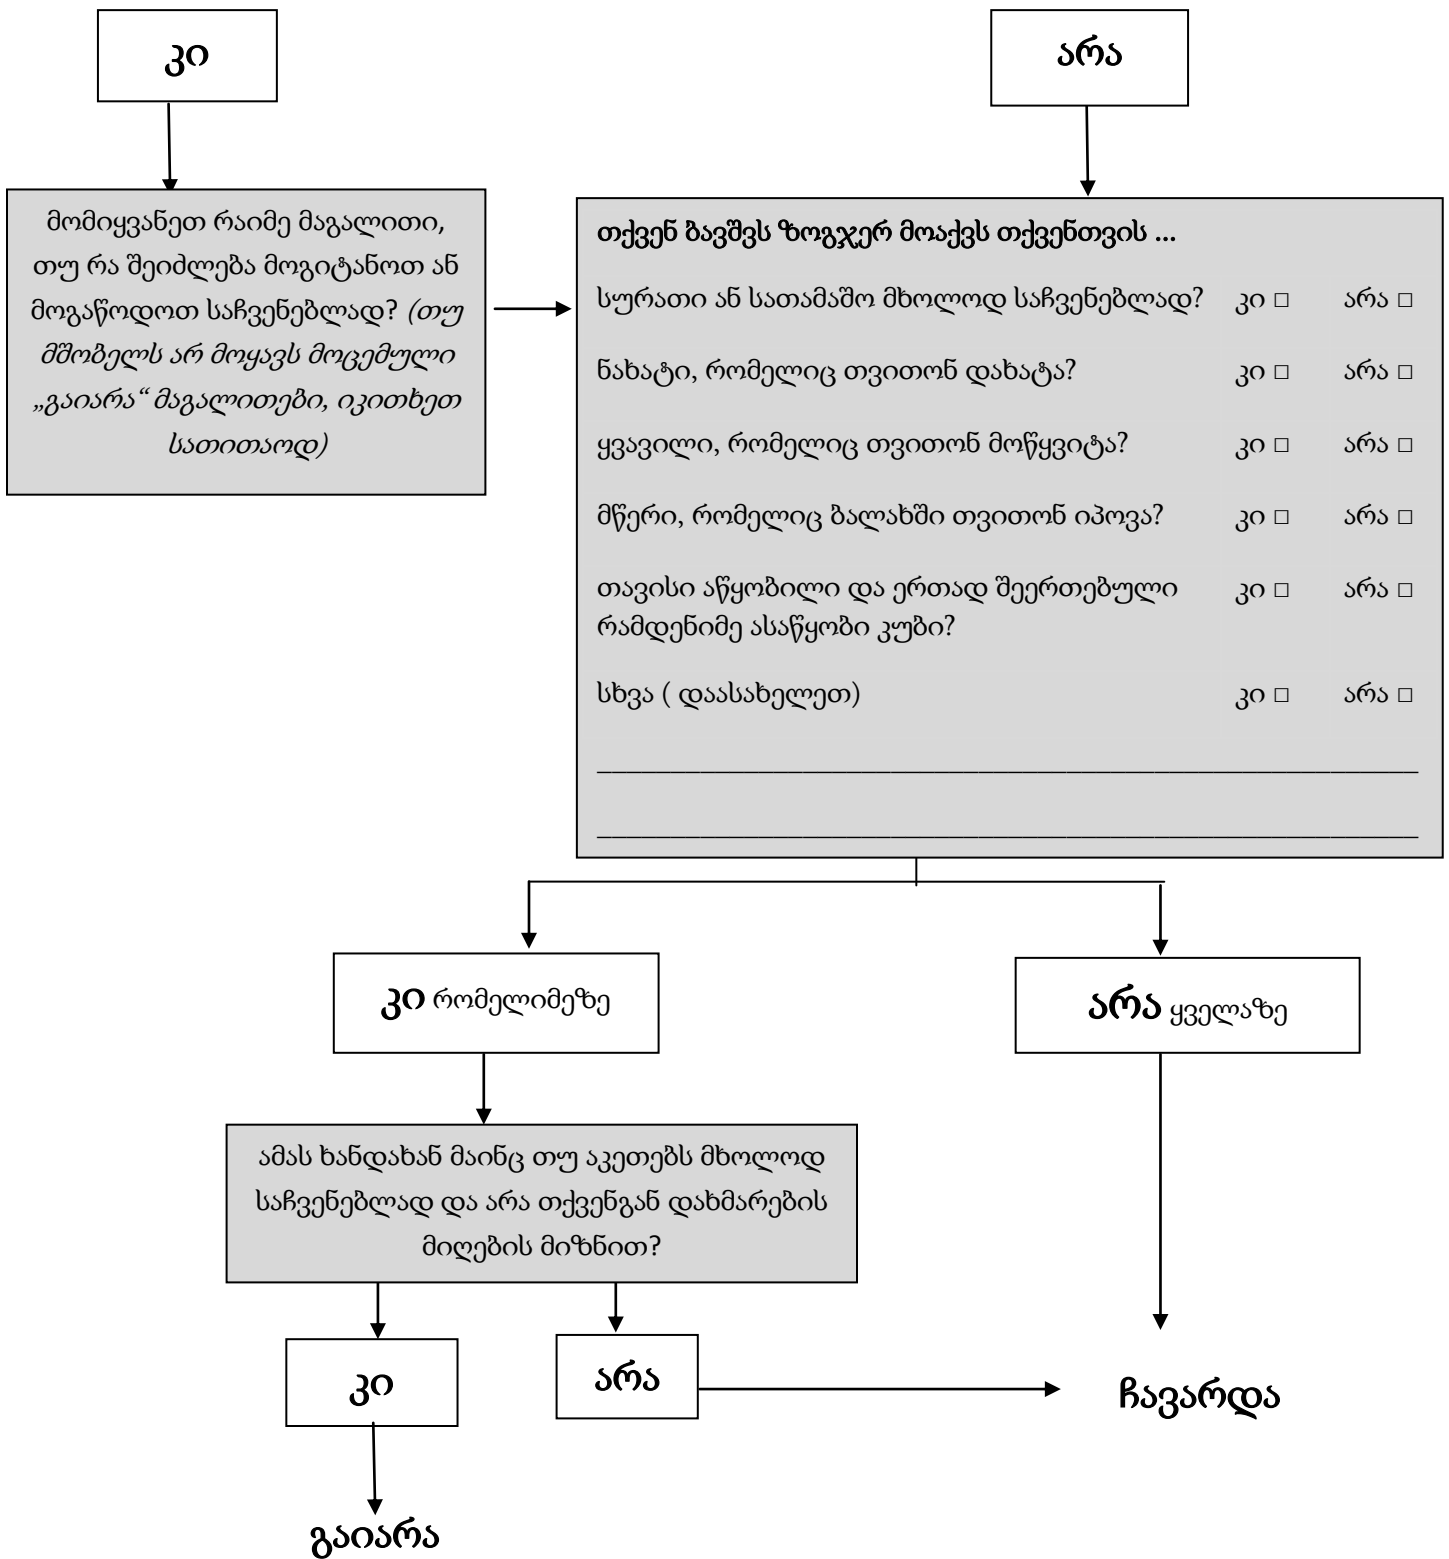 კი
არა
მომიყვანეთ რაიმე მაგალითი,
თუ რა შეიძლება მოგიტანოთ ან
მოგაწოდოთ საჩვენებლად? (თუ
მშობელს არ მოყავს მოცემული
„გაიარა“ მაგალითები, იკითხეთ
სათითაოდ)
თქვენ ბავშვს ზოგჯერ მოაქვს თქვენთვის ...
სურათი ან სათამაშო მხოლოდ საჩვენებლად? კი □ არა □
ნახატი, რომელიც თვითონ დახატა? კი □ არა □
ყვავილი, რომელიც თვითონ მოწყვიტა? კი □ არა □
მწერი, რომელიც ბალახში თვითონ იპოვა? კი □ არა □
თავისი აწყობილი და ერთად შეერთებული კი □ არა □
რამდენიმე ასაწყობი კუბი?
სხვა ( დაასახელეთ) კი □ არა □
კი რომელიმეზე
არა ყველაზე
ამას ხანდახან მაინც თუ აკეთებს მხოლოდ
საჩვენებლად და არა თქვენგან დახმარების
მიღების მიზნით?
კი
არა
ჩავარდა
გაიარა